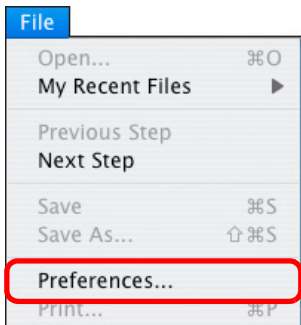 File
Open... ⌘O
My Recent Files ▶
Previous Step
Next Step
Save ⌘S
Save As... ⇧⌘S
Preferences...
Print... ⌘P